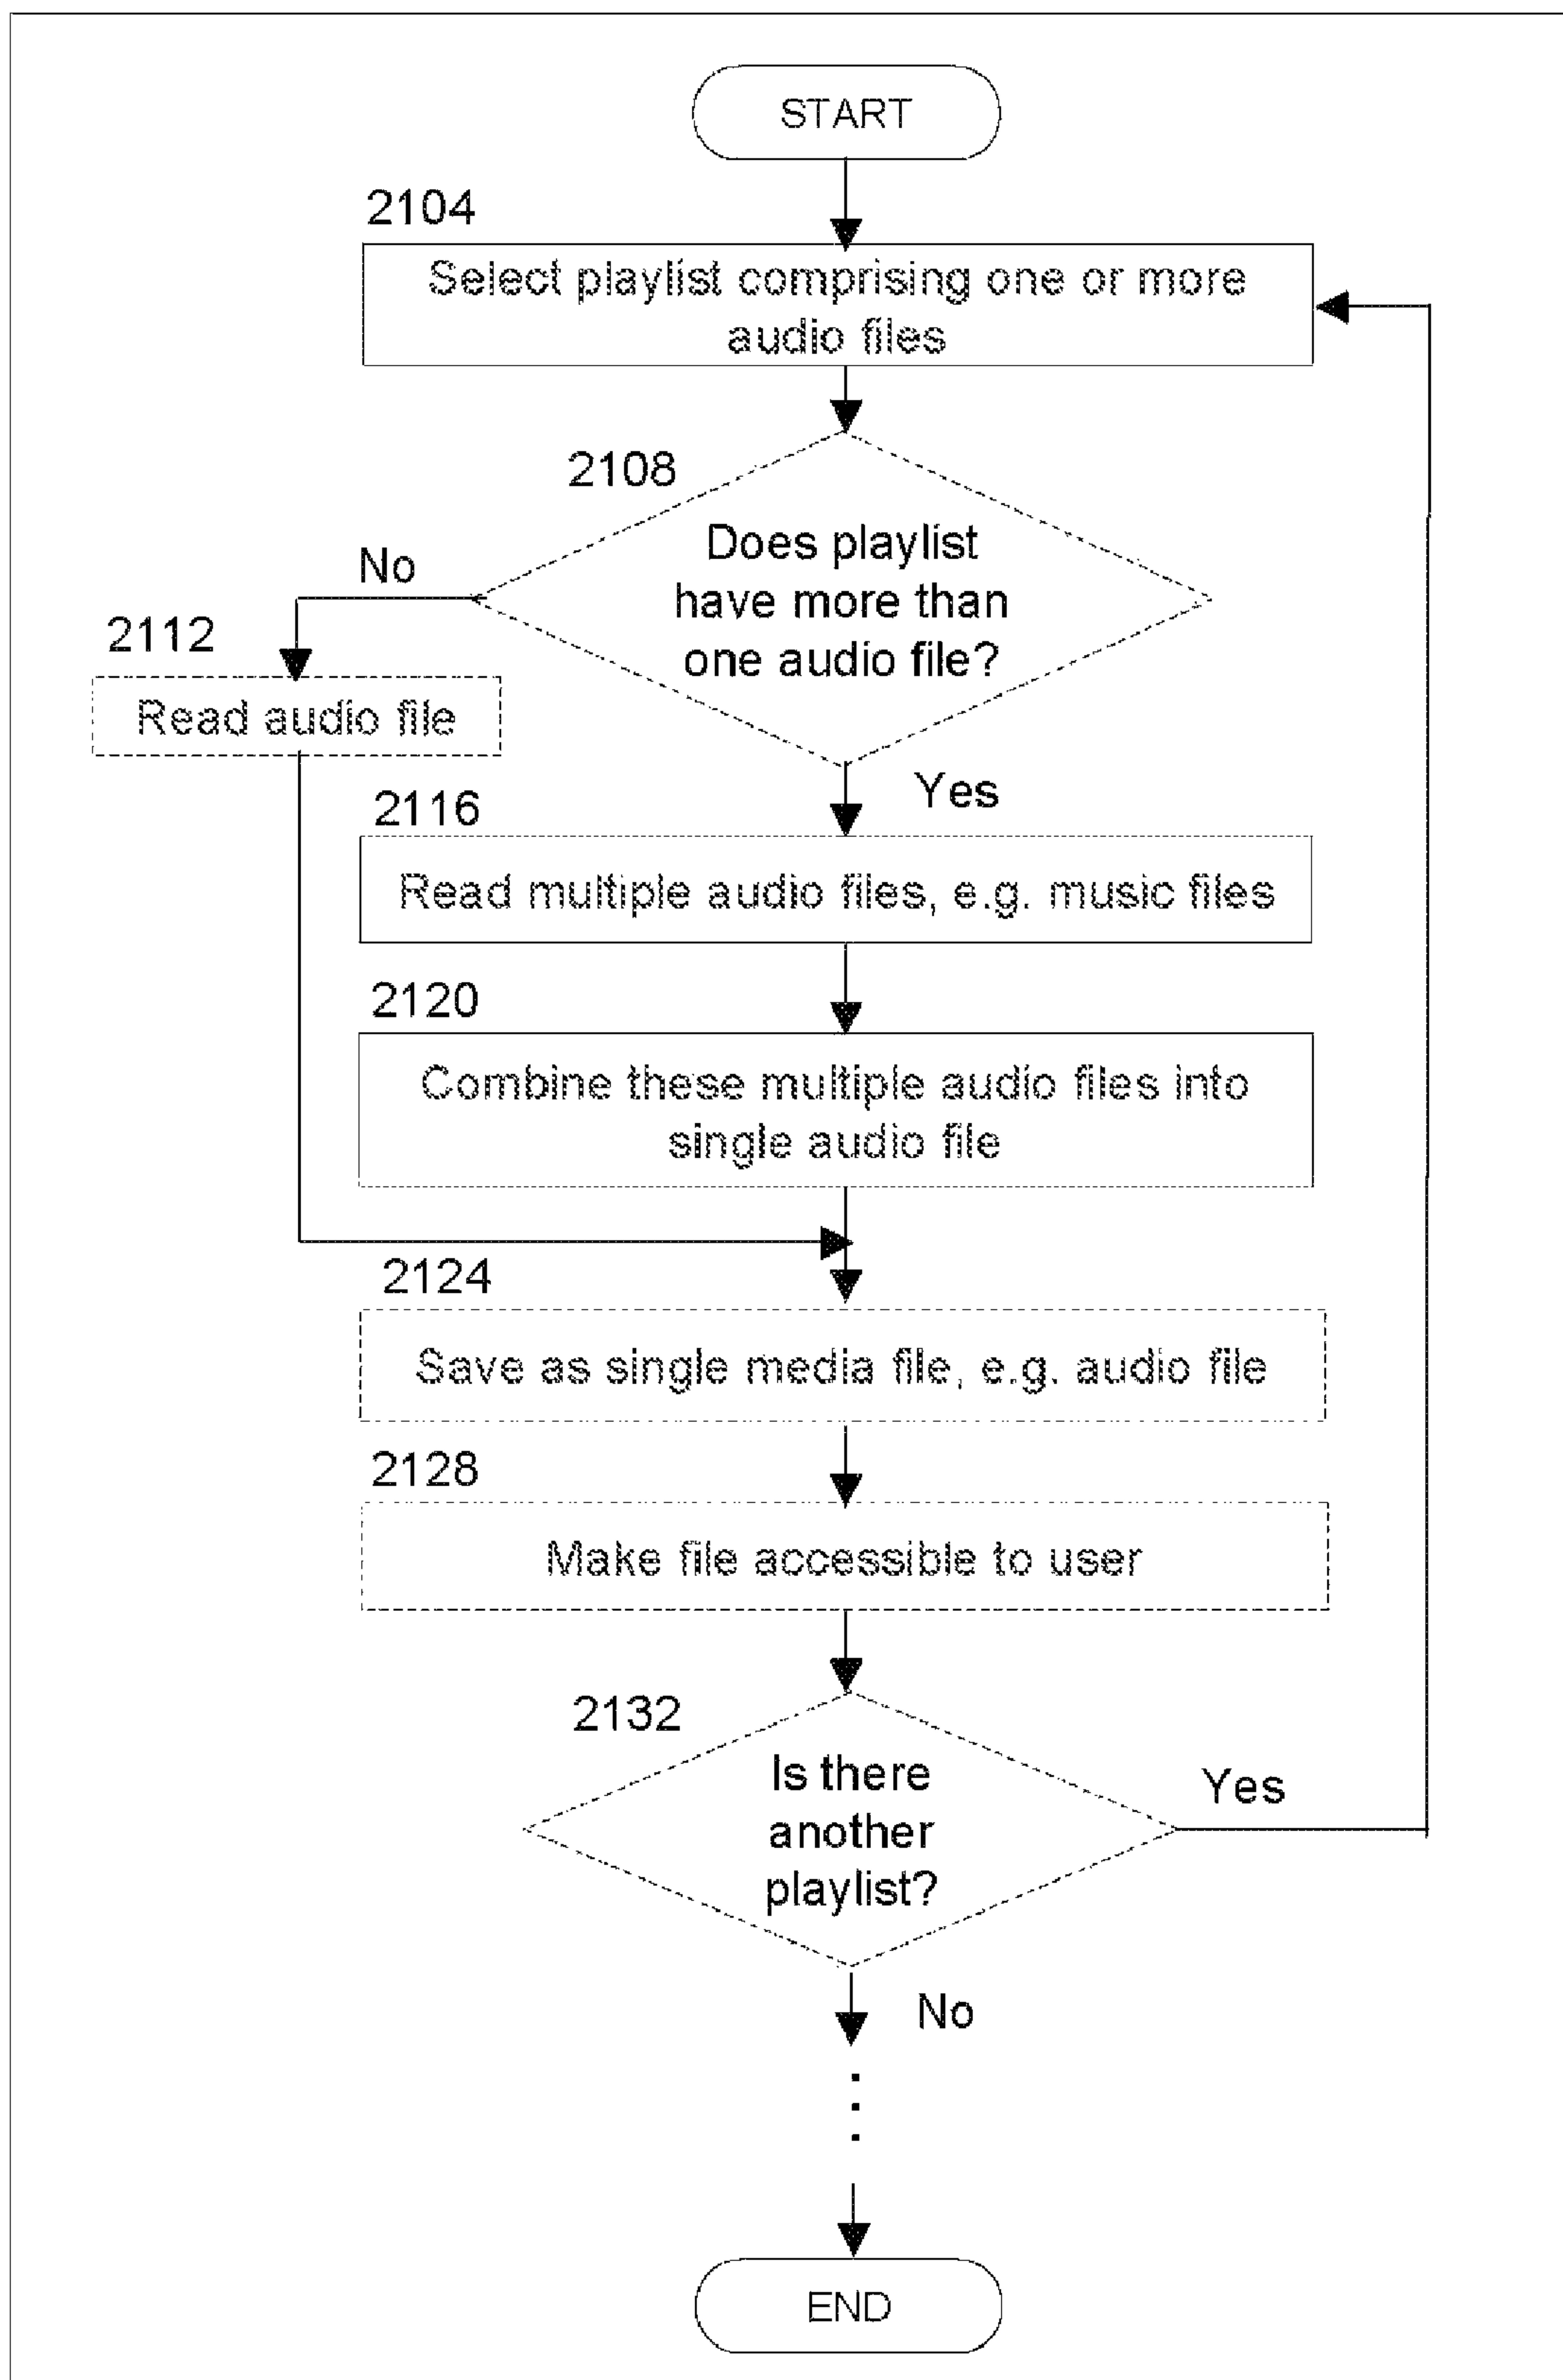 START
2104
Select playlist comprising one or more
audio files
2108
Does playlist
have more than
one audio file?
No
2112
Read audio file
Yes
2116
Read multiple audio files, e.g. music files
2120
Combine these multiple audio files into
single audio file
2124
Save as single media file, e.g. audio file
2128
Make file accessible to user
2132
Is there
another
playlist?
Yes
No
END